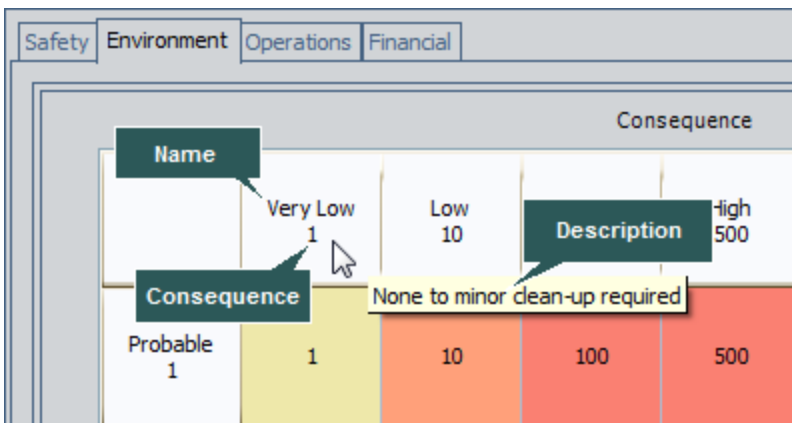 Safety Environment Operations Financial
Consequence
Name
Very Low Low High
1 10 500
Description
Consequence
None to minor clean-up required
Probable
1
1 10 100 500